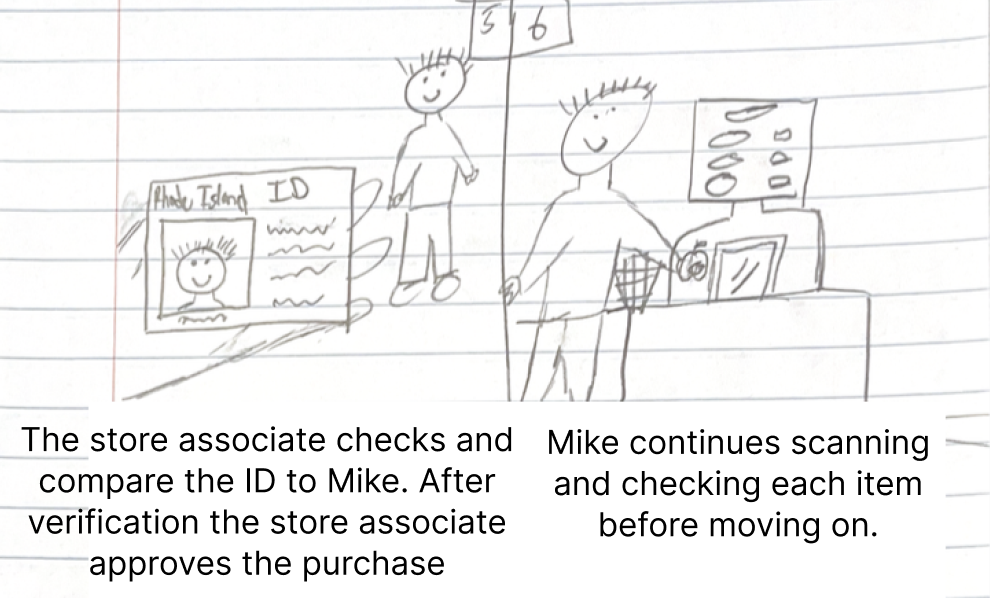 5 6
Rhode Island ID
The store associate checks and
compare the ID to Mike. After
verification the store associate
approves the purchase
Mike continues scanning
and checking each item
before moving on.